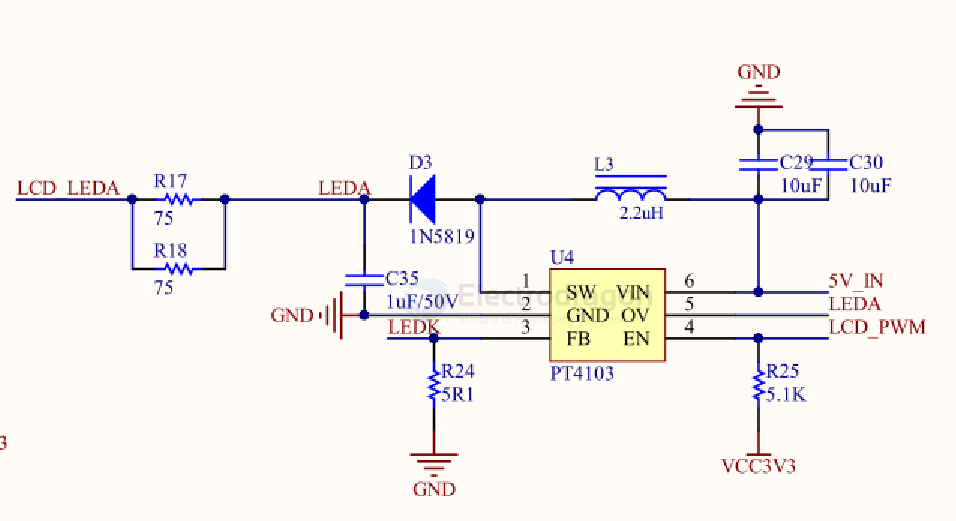 GND
C29
10uF
C30
10uF
LCD_LEDA
R17
75
R18
75
LEDA
D3
1N5819
L3
2.2uH
C35
1uF/50V
GND
LEDK
U4
1
2
3
SW
GND
FB
VIN
OV
EN
6
5
4
PT4103
5V_IN
LEDA
LCD_PWM
R24
5R1
GND
R25
5.1K
VCC3V3
3
Electrodragon